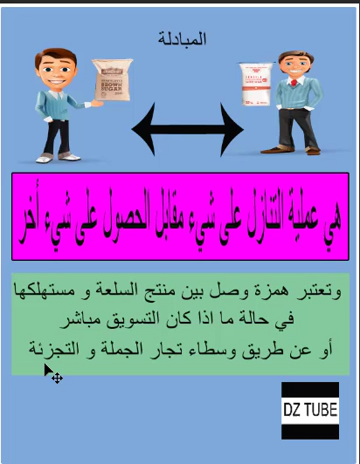 المبادلة
هي عملية التنازل على شيء مقابل الحصول على شيء أخر
وتعتبر همزة وصل بين منتج السلعة و مستهلكها
في حالة ما اذا كان التسويق مباشر
أو عن طريق وسطاء تجار الجملة و التجزئة
DZ TUBE